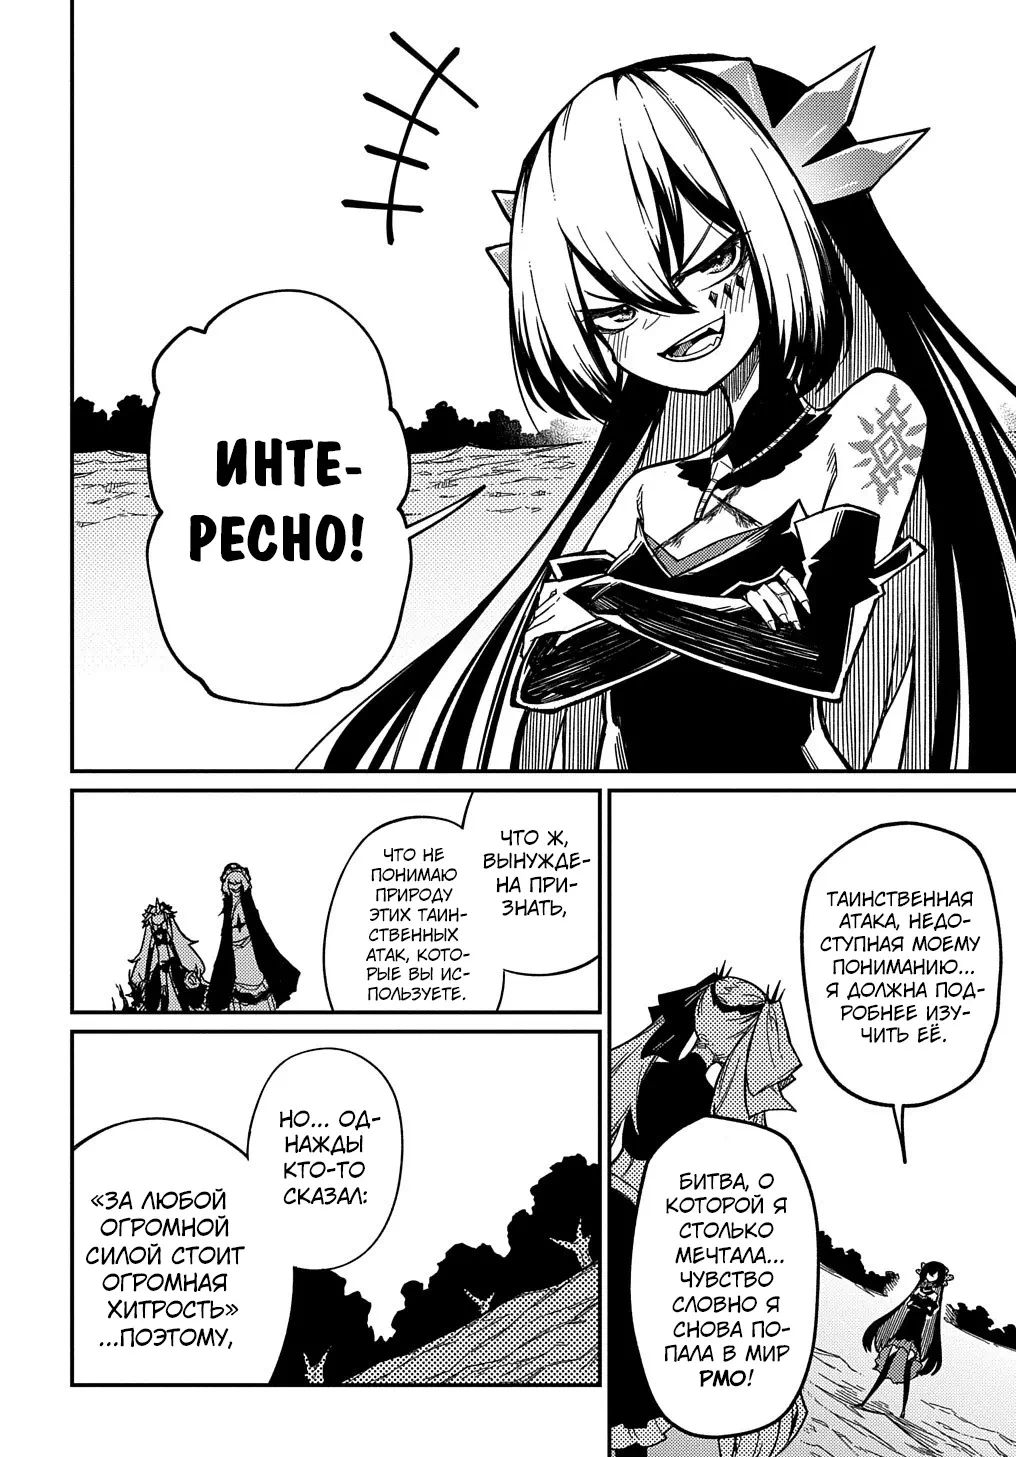 ИНТЕ-
РЕСНО!
ТАИНСТВЕННАЯ
АТАКА, НЕДО-
СТУПНАЯ МОЕМУ
ПОНИМАНИЮ...
Я ДОЛЖНА ПОД-
РОБНЕЕ ИЗУ-
ЧИТЬ ЕЁ.
БИТВА, О
КОТОРОЙ Я
СТОЛЬКО
МЕЧТАЛА...
ЧУВСТВО
СЛОВНО Я
СНОВА ПО-
ПАЛА В МИР
РМО!
ЧТО Ж,
ВЫНУЖДЕ-
НА ПРИ-
ЗНАТЬ,
ЧТО НЕ
ПОНИМАЮ
ПРИРОДУ
ЭТИХ ТАИН-
СТВЕННЫХ
АТАК, КОТО-
РЫЕ ВЫ ИС-
ПОЛЬЗУЕТЕ.
НО... ОД-
НАЖДЫ
КТО-ТО
СКАЗАЛ:
«ЗА ЛЮБОЙ
ОГРОМНОЙ
СИЛОЙ СТОИТ
ОГРОМНАЯ
ХИТРОСТЬ»
...ПОЭТОМУ,